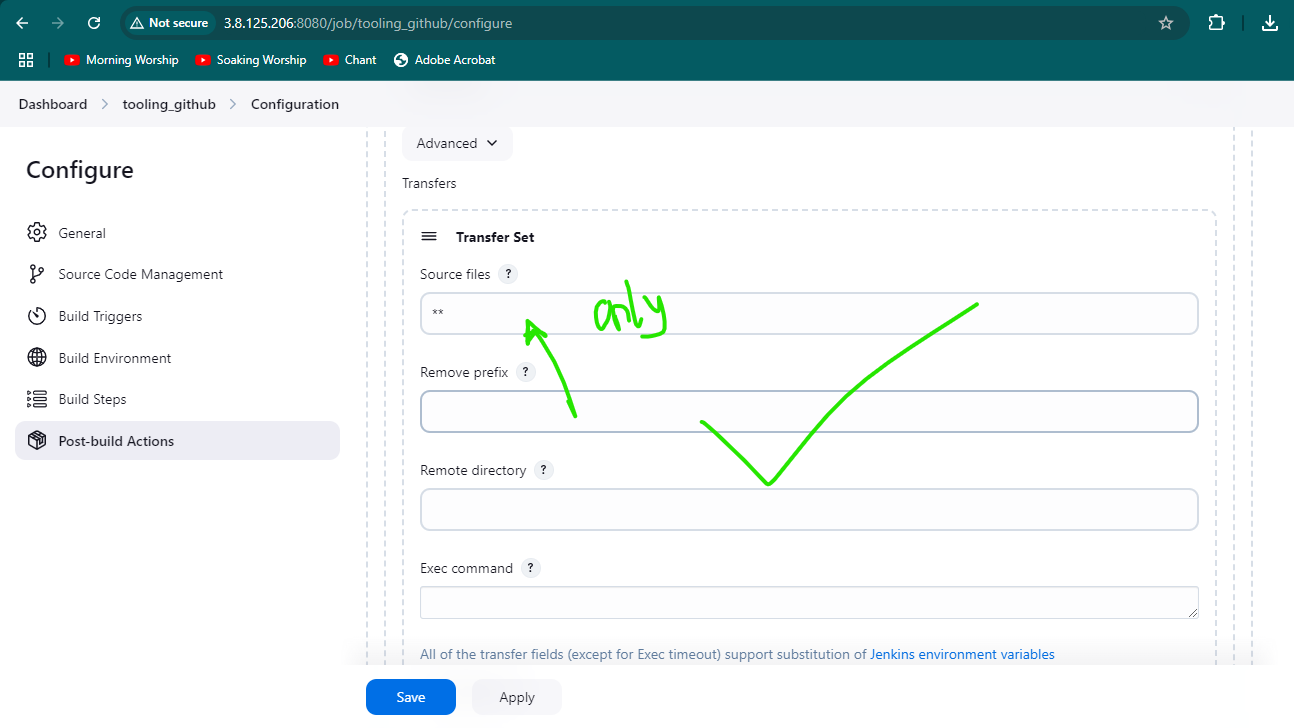 Not secure 3.8.125.206:8080/job/tooling_github/configure
Morning Worship Soaking Worship Chant Adobe Acrobat
Dashboard > tooling_github > Configuration
Configure
General
Source Code Management
Build Triggers
Build Environment
Build Steps
Post-build Actions
Advanced
Transfers
Transfer Set
Source files ?
** only
Remove prefix ?
Remote directory ?
Exec command ?
All of the transfer fields (except for Exec timeout) support substitution of Jenkins environment variables
Save Apply